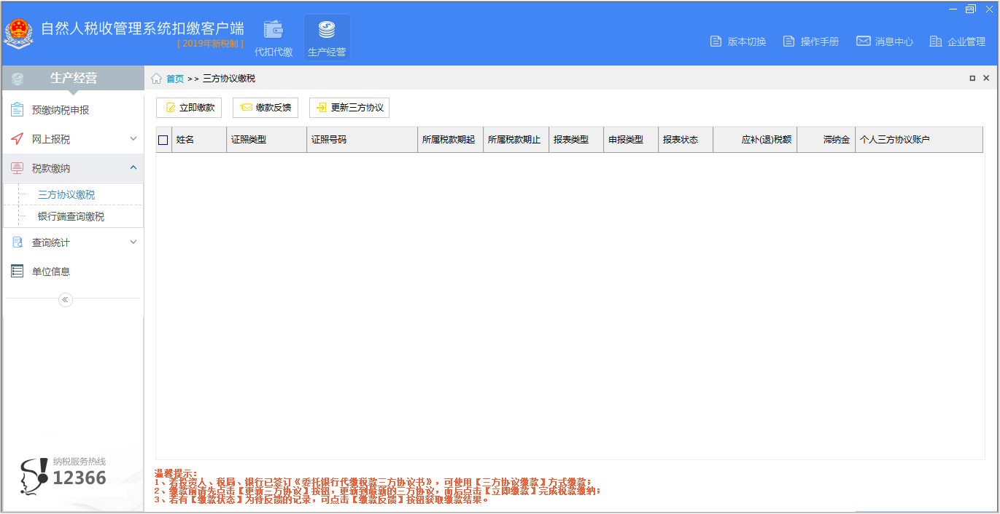 自然人税收管理系统扣缴客户端
[ 2019年新税制 ]
代扣代缴
生产经营
版本切换
操作手册
消息中心
企业管理
生产经营
首页 >> 三方协议缴税
预缴纳税申报
网上报税
税款缴纳
三方协议缴税
银行端查询缴税
查询统计
单位信息
立即缴款
缴款反馈
更新三方协议
姓名 证照类型 证照号码 所属税款期起 所属税款期止 报表类型 申报类型 报表状态 应补(退)税额 滞纳金 个人三方协议账户
纳税服务热线
12366
温馨提示：
1、若投资人、税局、银行已签订《委托银行代缴税款三方协议书》，可使用【三方协议缴款】方式缴款；
2、缴款前请先点击【更新三方协议】按钮，更新到最新的三方协议，而后点击【立即缴款】完成税款缴纳；
3、若有【缴款状态】为待反馈的记录，可点击【缴款反馈】按钮获取缴款结果。